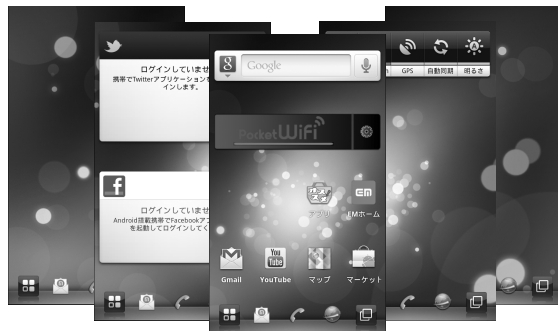 ログインしていませ
携帯でTwitterアプリケーションを
インします。
ログインしていませ
Android搭載携帯でFacebookア
を起動してログインしてく
Google
Pocket WiFi
GPS
自動同期
明るさ
アプリ
EMホーム
Gmail
YouTube
マップ
マーケット